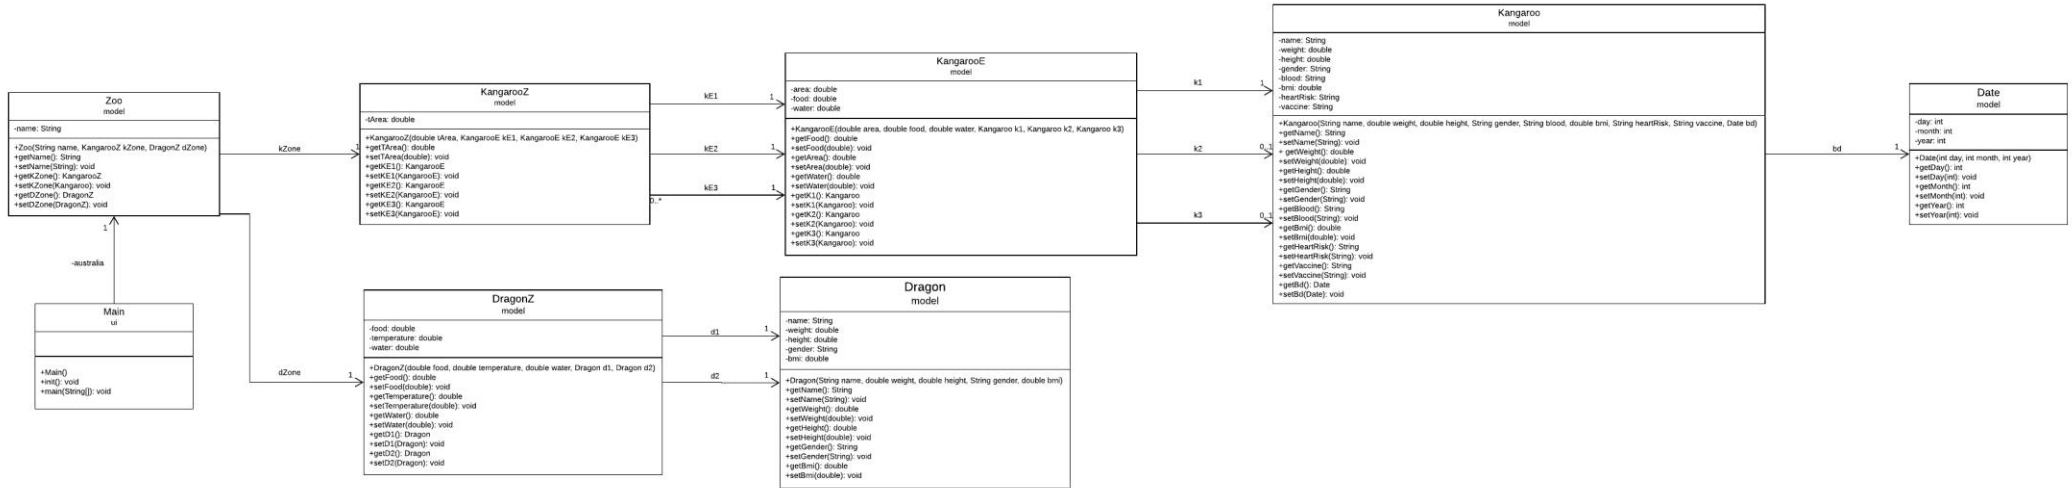 Zoo
model
-name: String
+Zoo(String name, KangarooZ kZone, DragonZ dZone)
+getName(): String
+setName(String): void
+getKZone(): KangarooZ
+setKZone(Kangaroo): void
+getDZone(): DragonZ
+setDZone(DragonZ): void
1
-australia
Main
ui
+Main()
+init(): void
+main(String[]): void
kZone
1
dZone
1
KangarooZ
model
-tArea: double
+KangarooZ(double tArea, KangarooE kE1, KangarooE kE2, KangarooE kE3)
+getTArea(): double
+setTArea(double): void
+getKE1(): KangarooE
+setKE1(KangarooE): void
+getKE2(): KangarooE
+setKE2(KangarooE): void
+getKE3(): KangarooE
+setKE3(KangarooE): void
kE1
1
kE2
1
kE3
1
0..*
DragonZ
model
-food: double
-temperature: double
-water: double
+DragonZ(double food, double temperature, double water, Dragon d1, Dragon d2)
+getFood(): double
+setFood(double): void
+getTemperature(): double
+setTemperature(double): void
+getWater(): double
+setWater(double): void
+getD1(): Dragon
+setD1(Dragon): void
+getD2(): Dragon
+setD2(Dragon): void
d1
1
d2
1
KangarooE
model
-area: double
-food: double
-water: double
+KangarooE(double area, double food, double water, Kangaroo k1, Kangaroo k2, Kangaroo k3)
+getFood(): double
+setFood(double): void
+getArea(): double
+setArea(double): void
+getWater(): double
+setWater(double): void
+getK1(): Kangaroo
+setK1(Kangaroo): void
+getK2(): Kangaroo
+setK2(Kangaroo): void
+getK3(): Kangaroo
+setK3(Kangaroo): void
Dragon
model
-name: String
-weight: double
-height: double
-gender: String
-bmi: double
+Dragon(String name, double weight, double height, String gender, double bmi)
+getName(): String
+setName(String): void
+getWeight(): double
+setWeight(double): void
+getHeight(): double
+setHeight(double): void
+getGender(): String
+setGender(String): void
+getBmi(): double
+setBmi(double): void
k1
1
k2
0..1
k3
0..1
Kangaroo
model
-name: String
-weight: double
-height: double
-gender: String
-blood: String
-bmi: double
-heartRisk: String
-vaccine: String
+Kangaroo(String name, double weight, double height, String gender, String blood, double bmi, String heartRisk, String vaccine, Date bd)
+getName(): String
+setName(String): void
+ getWeight(): double
+setWeight(double): void
+getHeight(): double
+setHeight(double): void
+getGender(): String
+setGender(String): void
+getBlood(): String
+setBlood(String): void
+getBmi(): double
+setBmi(double): void
+getHeartRisk(): String
+setHeartRisk(String): void
+getVaccine(): String
+setVaccine(String): void
+getBd(): Date
+setBd(Date): void
bd
1
Date
model
-day: int
-month: int
-year: int
+Date(int day, int month, int year)
+getDay(): int
+setDay(int): void
+getMonth(): int
+setMonth(int): void
+getYear(): int
+setYear(int): void